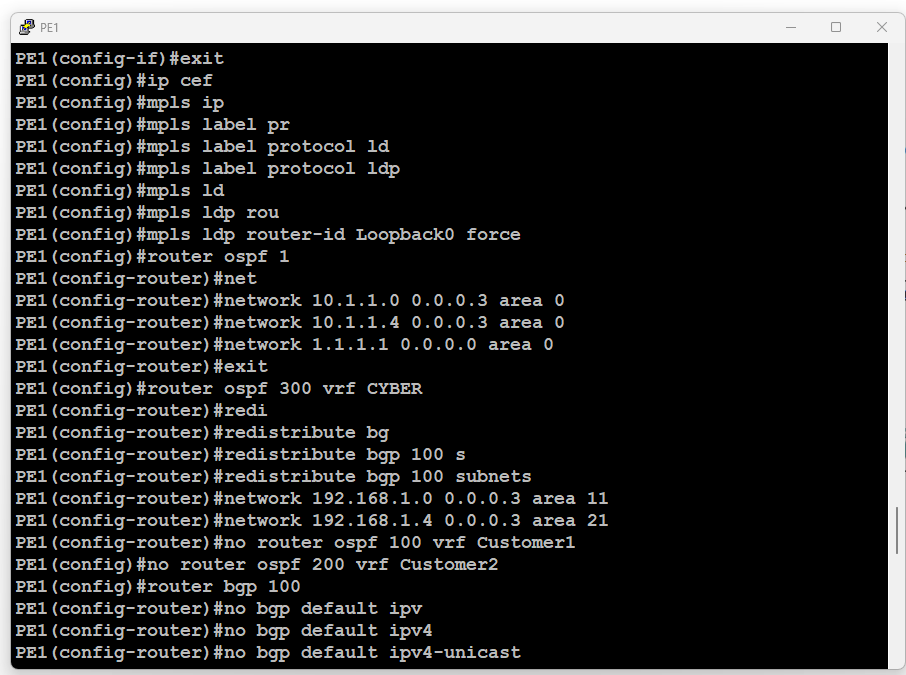 PE1
PE1(config-if)#exit
PE1(config)#ip cef
PE1(config)#mpls ip
PE1(config)#mpls label pr
PE1(config)#mpls label protocol ld
PE1(config)#mpls label protocol ldp
PE1(config)#mpls ld
PE1(config)#mpls ldp rou
PE1(config)#mpls ldp router-id Loopback0 force
PE1(config)#router ospf 1
PE1(config-router)#net
PE1(config-router)#network 10.1.1.0 0.0.0.3 area 0
PE1(config-router)#network 10.1.1.4 0.0.0.3 area 0
PE1(config-router)#network 1.1.1.1 0.0.0.0 area 0
PE1(config-router)#exit
PE1(config)#router ospf 300 vrf CYBER
PE1(config-router)#redi
PE1(config-router)#redistribute bg
PE1(config-router)#redistribute bgp 100 s
PE1(config-router)#redistribute bgp 100 subnets
PE1(config-router)#network 192.168.1.0 0.0.0.3 area 11
PE1(config-router)#network 192.168.1.4 0.0.0.3 area 21
PE1(config-router)#no router ospf 100 vrf Customer1
PE1(config)#no router ospf 200 vrf Customer2
PE1(config)#router bgp 100
PE1(config-router)#no bgp default ipv
PE1(config-router)#no bgp default ipv4
PE1(config-router)#no bgp default ipv4-unicast